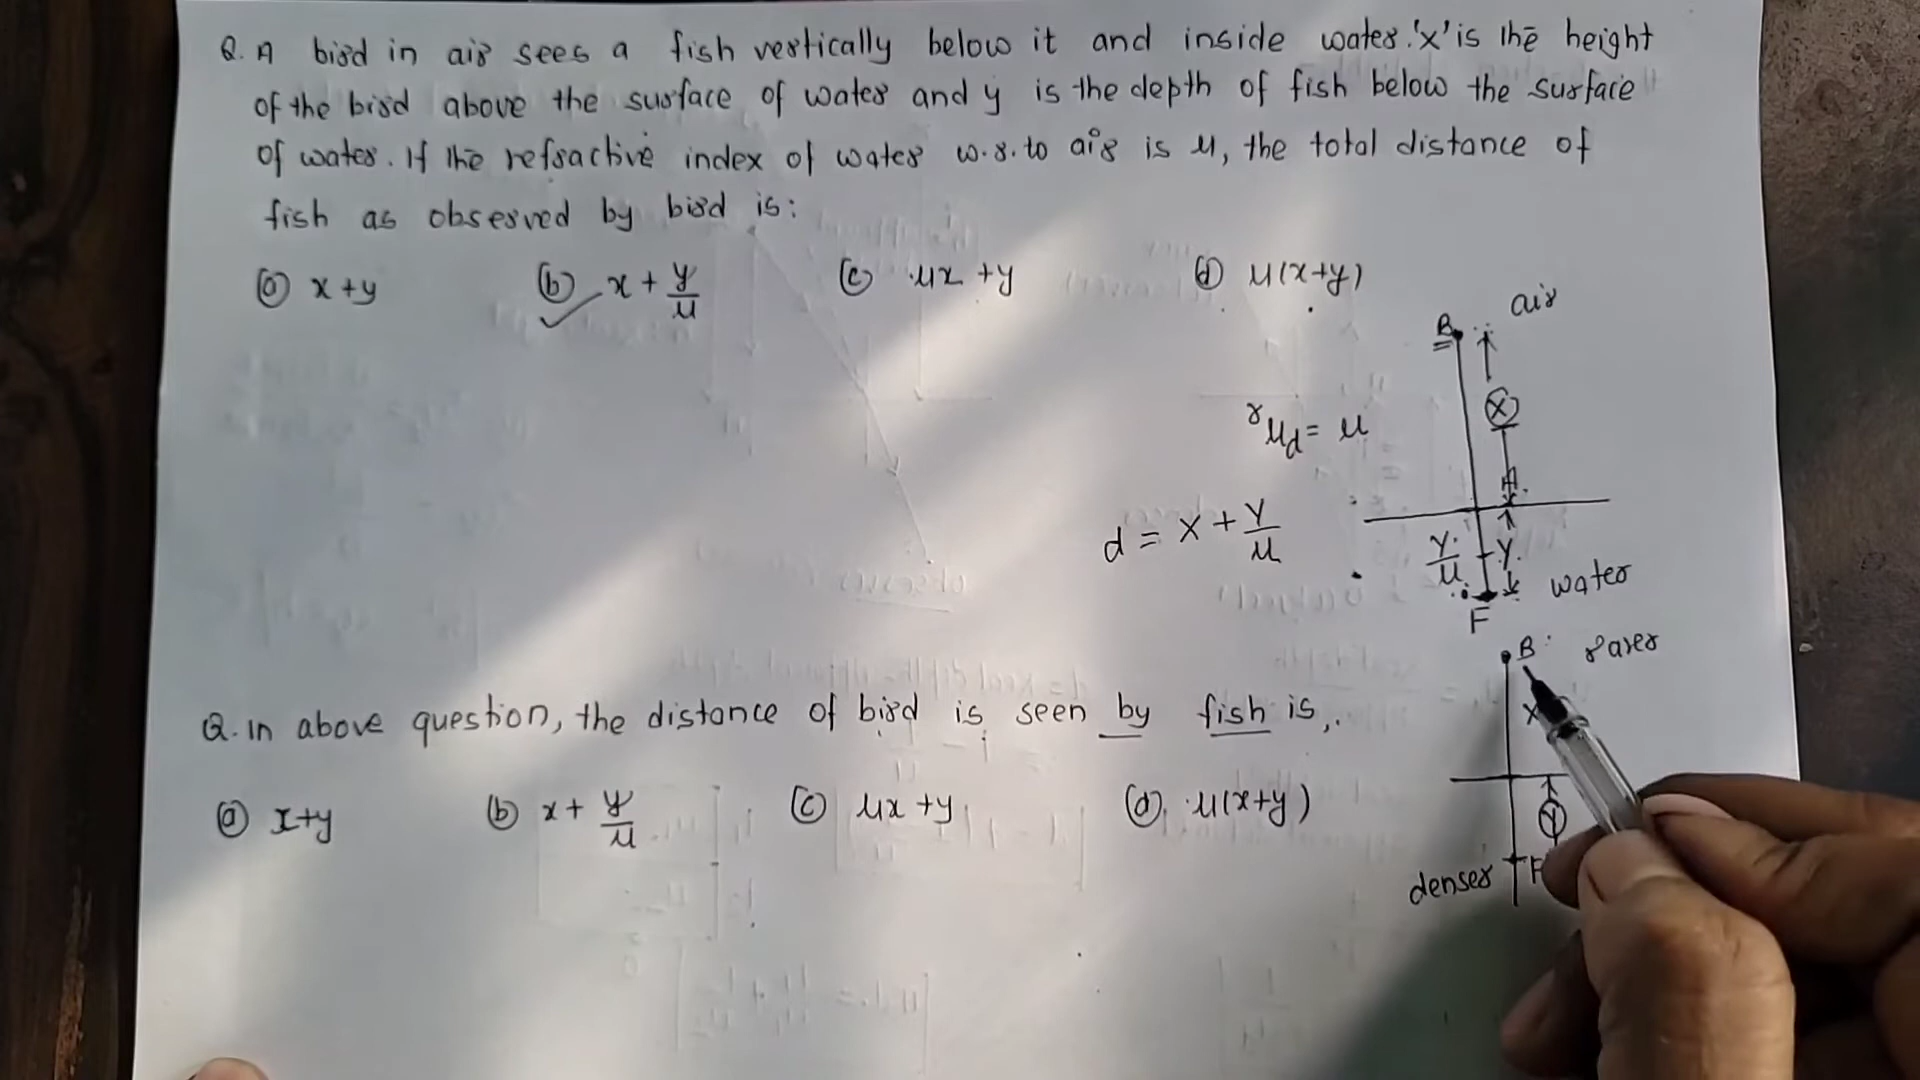 Q. A bird in air sees a fish vertically below it and inside water. 'x' is the height
of the bird above the surface of water and y is the depth of fish below the surface
of water. If the refractive index of water w.r.to air is μ, the total distance of
fish as observed by bird is:
(a) x+y (b) x + y/μ (c) μx +y (d) μ(x+y)
air
B
x
ʳμd = μ
A
d = x + y/μ
y/μ y
water
F
B rarer
x
Q. In above question, the distance of bird is seen by fish is,.
(a) x+y (b) x + y/μ (c) μx +y (d) μ(x+y)
y
denser F